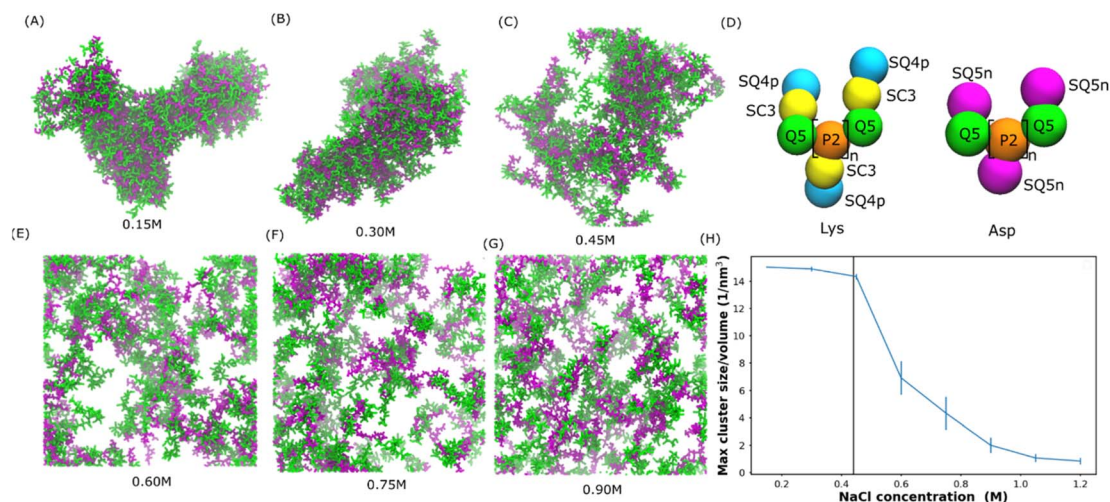 (A)
(B)
(C)
(D)
0.15M
0.30M
0.45M
SQ4p
SQ4p
SC3
SC3
Q5
P2
Q5
n
SC3
SQ4p
Lys
SQ5n
SQ5n
Q5
P2
Q5
n
SQ5n
Asp
(E)
(F)
(G)
(H)
0.60M
0.75M
0.90M
Max cluster size/volume (1/nm³)
14
12
10
8
6
4
2
0
0.2 0.4 0.6 0.8 1.0 1.2
NaCl concentration (M)